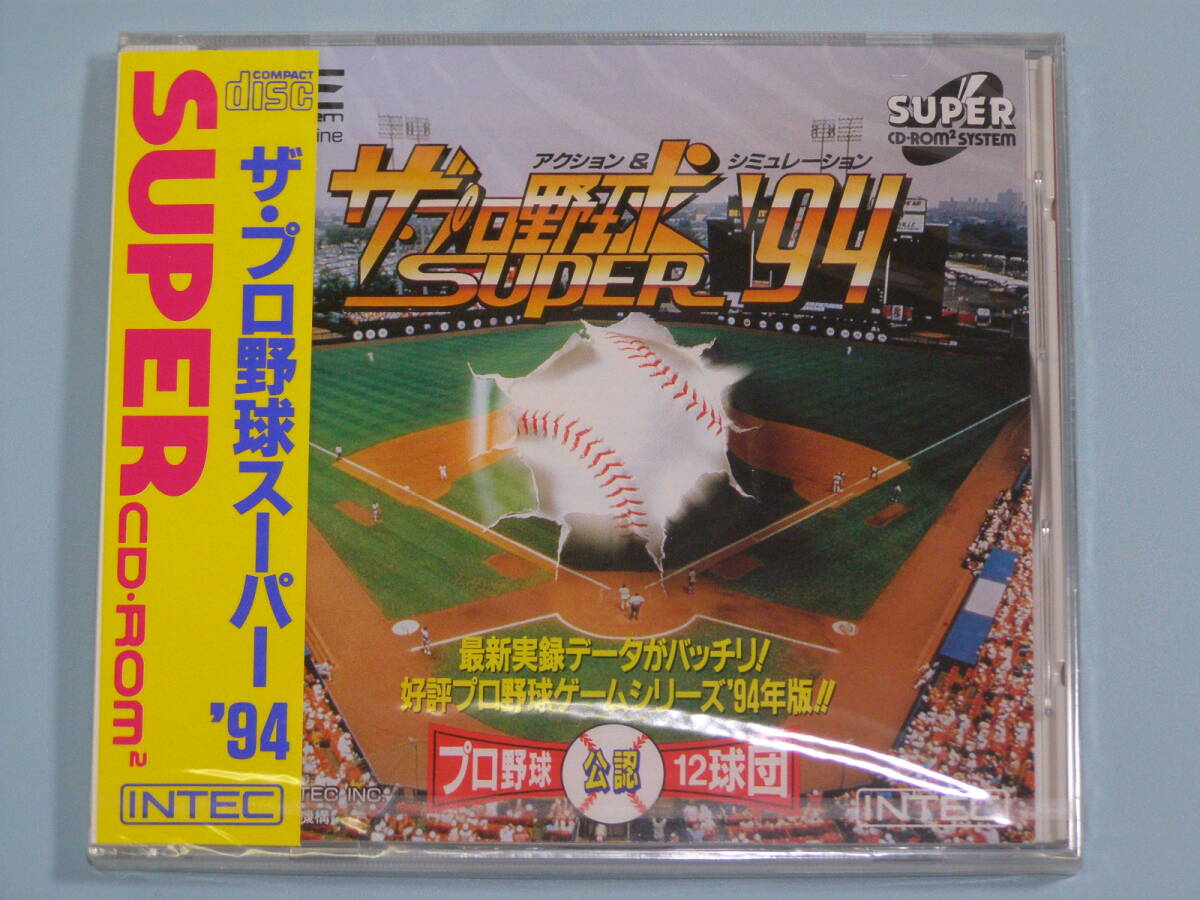 COMPACT
disc
ザ・プロ野球スーパー'94
SUPER CD-ROM²
INTEC
SUPER
CD-ROM² SYSTEM
アクション&シミュレーション
ザ・プロ野球
SUPER '94
最新実録データがバッチリ!
好評プロ野球ゲームシリーズ'94年版!!
プロ野球 公認 12球団
TEC INC.
機構
INTEC